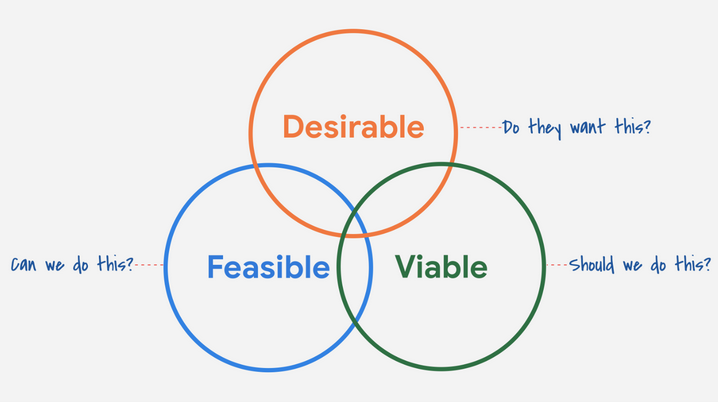 Desirable
Do they want this?
Can we do this?
Feasible
Viable
Should we do this?